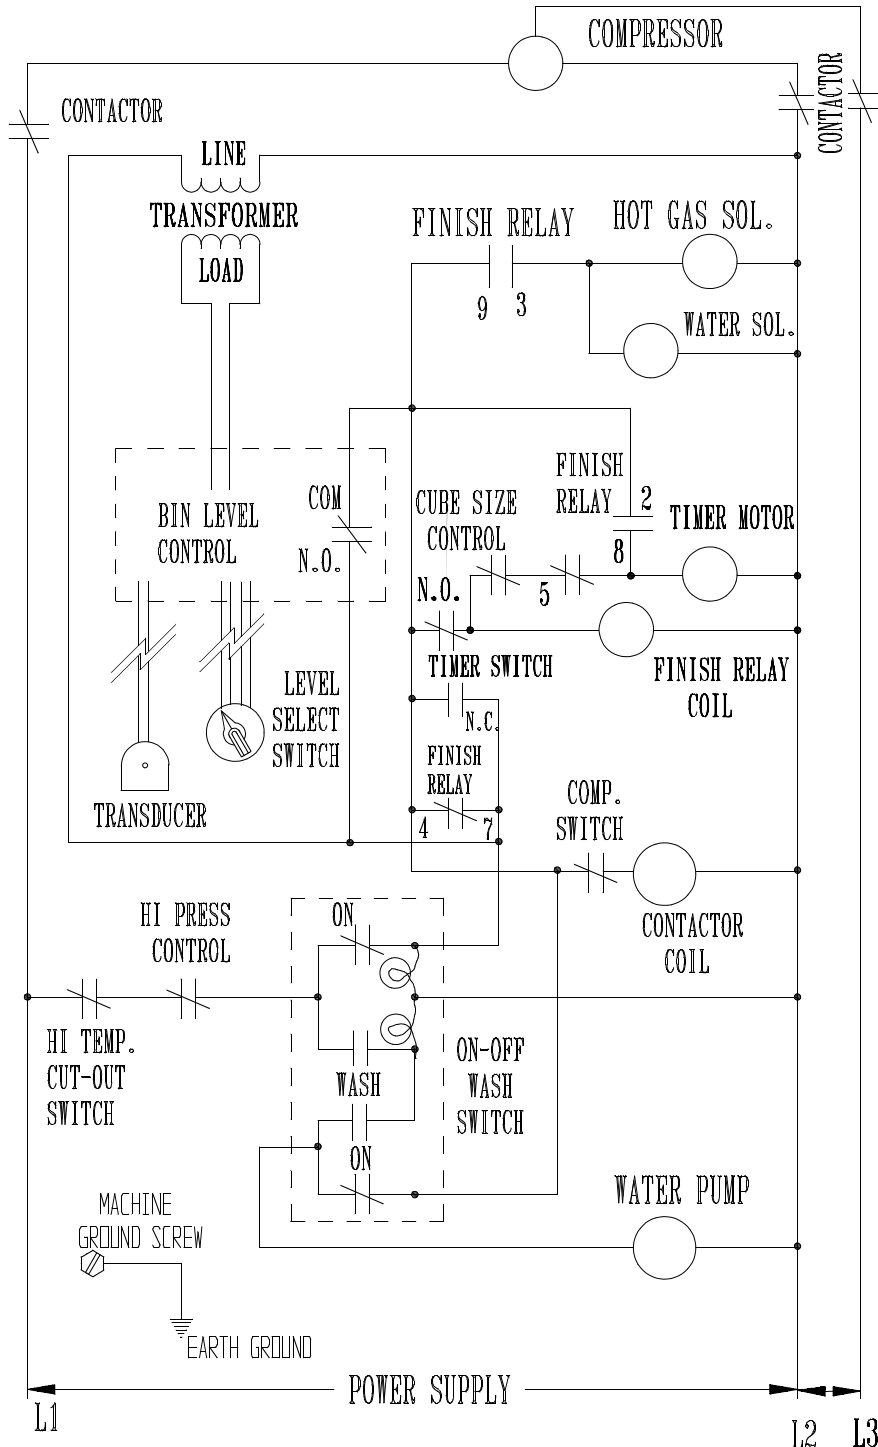 COMPRESSOR
CONTACTOR
CONTACTOR
LINE
TRANSFORMER
LOAD
FINISH RELAY
9 3
HOT GAS SOL.
WATER SOL.
BIN LEVEL
CONTROL
COM
N.O.
CUBE SIZE
CONTROL
FINISH
RELAY
2
8
5
TIMER MOTOR
N.O.
TIMER SWITCH
N.C.
FINISH RELAY
COIL
LEVEL
SELECT
SWITCH
TRANSDUCER
FINISH
RELAY
4 7
COMP.
SWITCH
CONTACTOR
COIL
HI PRESS
CONTROL
HI TEMP.
CUT-OUT
SWITCH
ON
WASH
ON
ON-OFF
WASH
SWITCH
WATER PUMP
MACHINE
GROUND SCREW
EARTH GROUND
POWER SUPPLY
L1
L2
L3